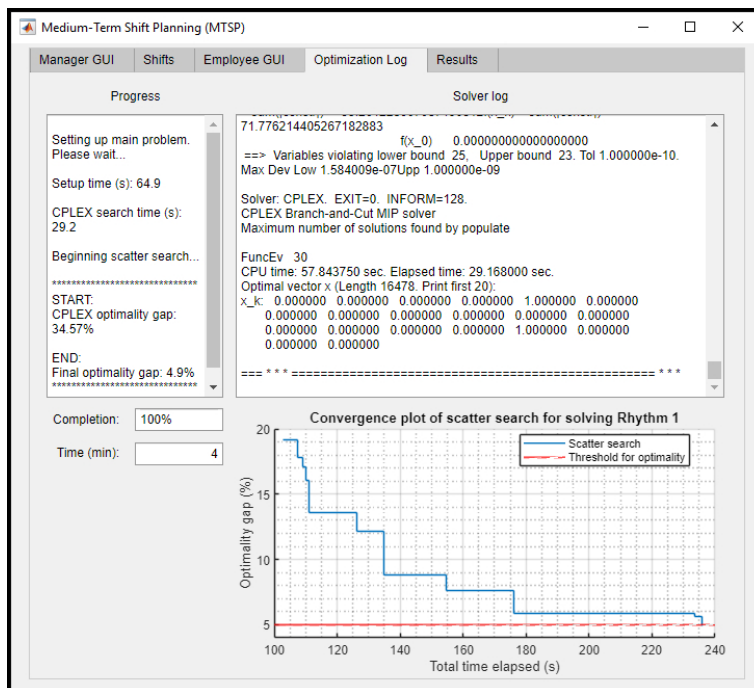 Medium-Term Shift Planning (MTSP)
Manager GUI Shifts Employee GUI Optimization Log Results
Progress
Setting up main problem.
Please wait...
Setup time (s): 64.9
CPLEX search time (s):
29.2
Beginning scatter search...
******************************
START:
CPLEX optimality gap:
34.57%
END:
Final optimality gap: 4.9%
******************************
Completion: 100%
Time (min): 4
Solver log
71.776214405267182883
f(x_0) 0.000000000000000000
==> Variables violating lower bound 25, Upper bound 23. Tol 1.000000e-10.
Max Dev Low 1.584009e-07Upp 1.000000e-09
Solver: CPLEX. EXIT=0. INFORM=128.
CPLEX Branch-and-Cut MIP solver
Maximum number of solutions found by populate
FuncEv 30
CPU time: 57.843750 sec. Elapsed time: 29.168000 sec.
Optimal vector x (Length 16478. Print first 20):
x_k: 0.000000 0.000000 0.000000 0.000000 1.000000 0.000000
0.000000 0.000000 0.000000 0.000000 0.000000 0.000000
0.000000 0.000000 0.000000 0.000000 1.000000 0.000000
0.000000 0.000000
=== * * * ================================================== * * *
Convergence plot of scatter search for solving Rhythm 1
Scatter search
Threshold for optimality
Optimality gap (%)
20
15
10
5
100 120 140 160 180 200 220 240
Total time elapsed (s)